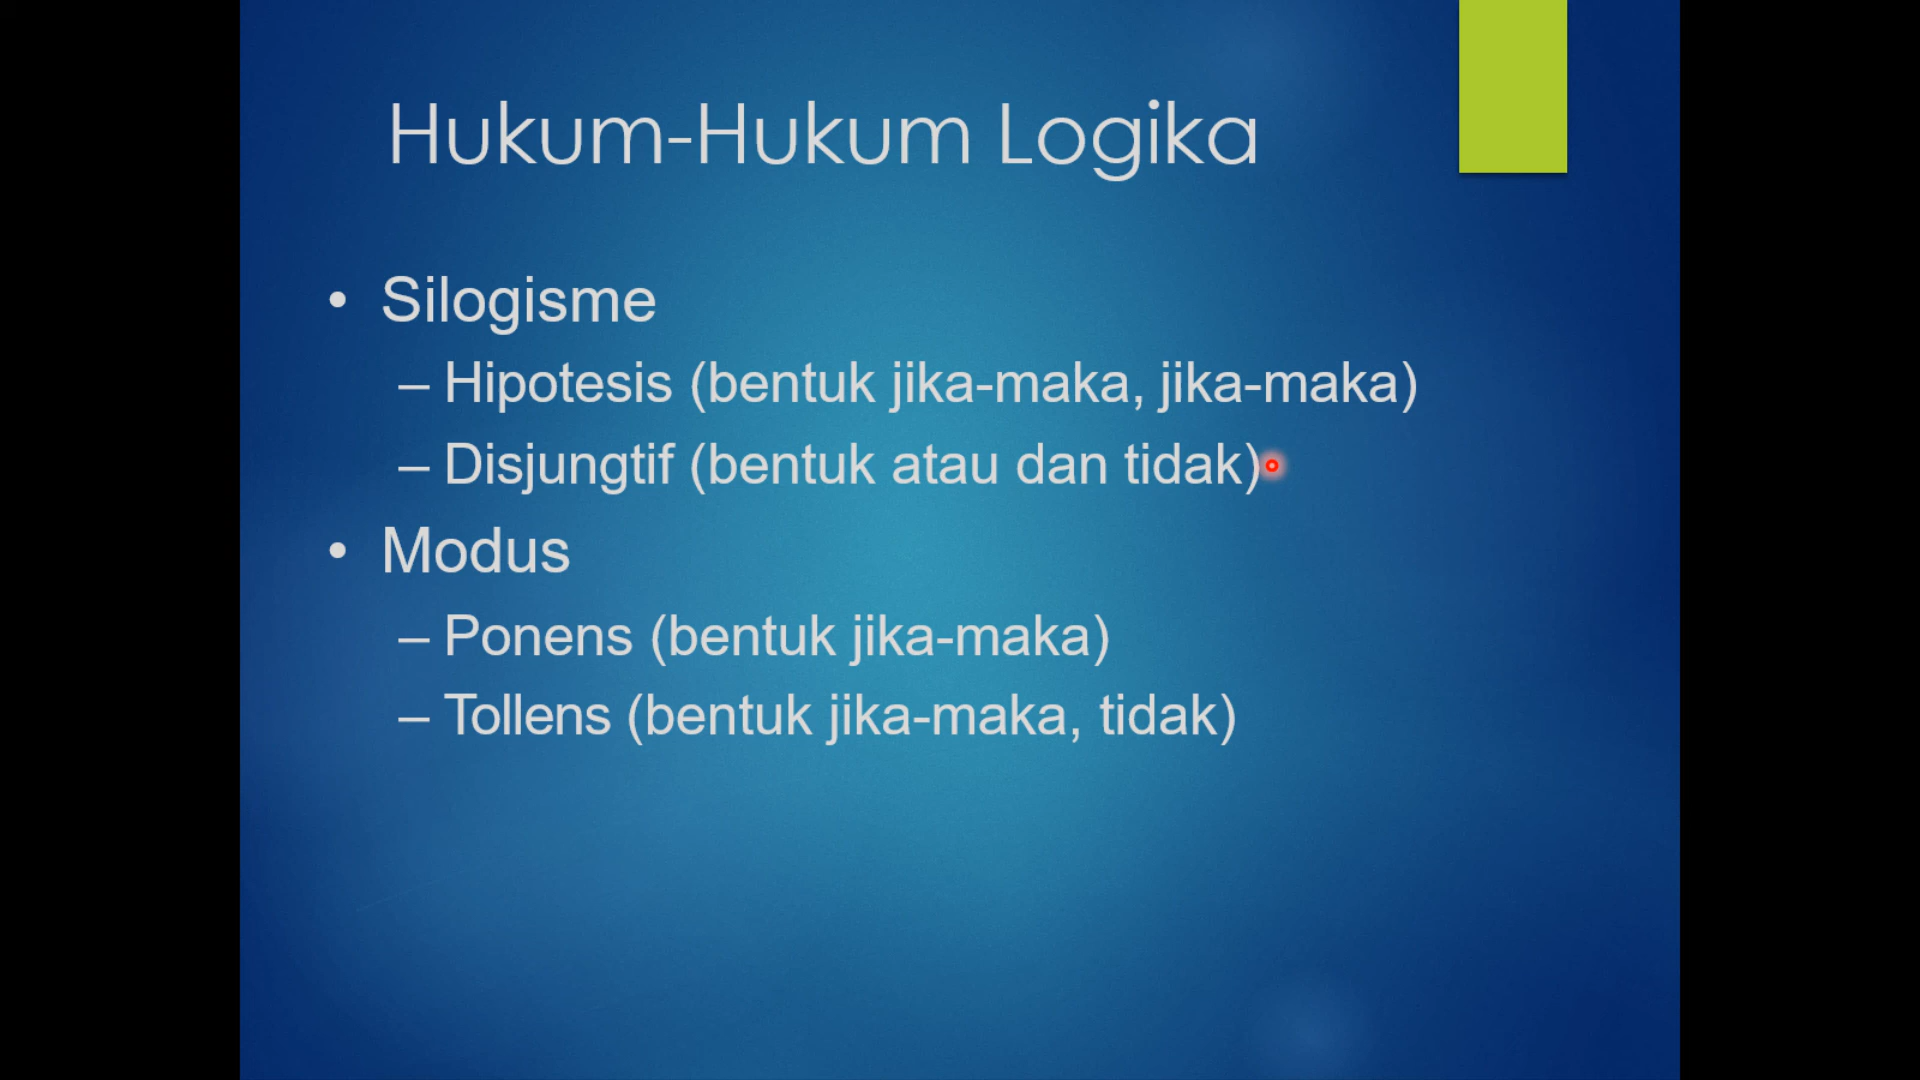 Hukum-Hukum Logika
• Silogisme
– Hipotesis (bentuk jika-maka, jika-maka)
– Disjungtif (bentuk atau dan tidak)
• Modus
– Ponens (bentuk jika-maka)
– Tollens (bentuk jika-maka, tidak)